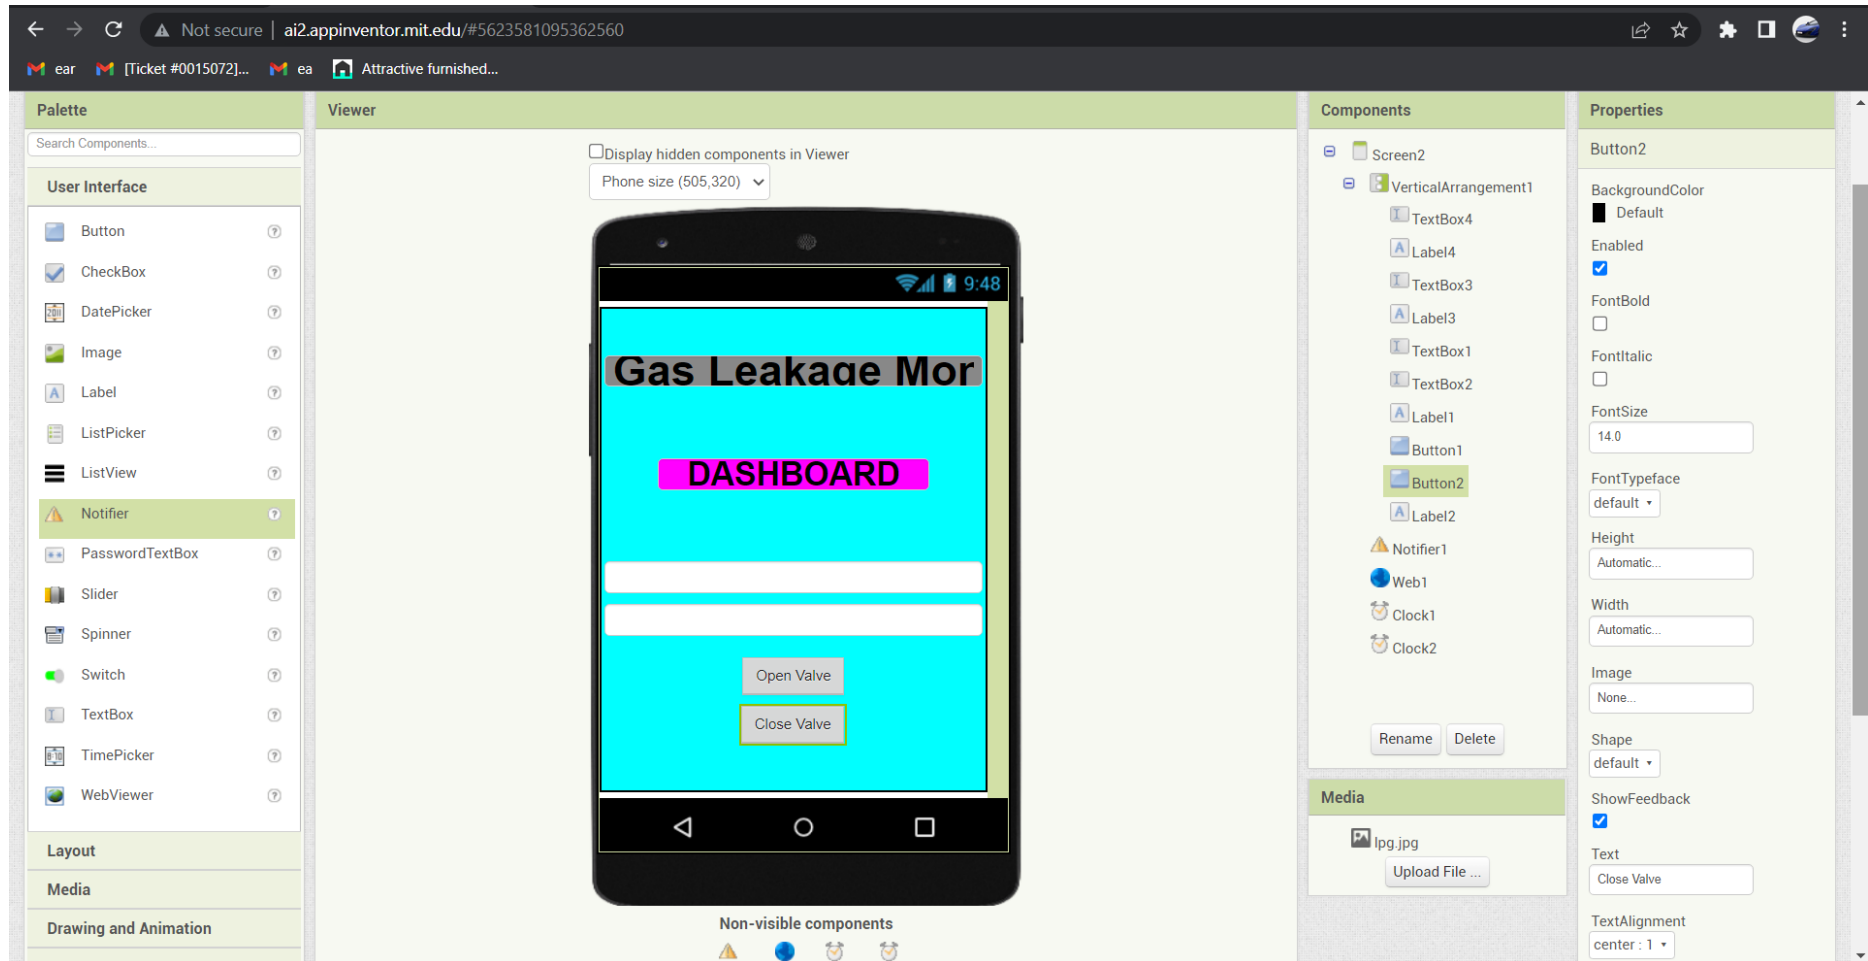 Not secure | ai2.appinventor.mit.edu/#5623581095362560
ear [Ticket #0015072]... ea Attractive furnished...
Palette
Search Components...
User Interface
Button
CheckBox
DatePicker
Image
Label
ListPicker
ListView
Notifier
PasswordTextBox
Slider
Spinner
Switch
TextBox
TimePicker
WebViewer
Layout
Media
Drawing and Animation
Viewer
Display hidden components in Viewer
Phone size (505,320)
9:48
Gas Leakage Mor
DASHBOARD
Open Valve
Close Valve
Non-visible components
Components
Screen2
VerticalArrangement1
TextBox4
Label4
TextBox3
Label3
TextBox1
TextBox2
Label1
Button1
Button2
Label2
Notifier1
Web1
Clock1
Clock2
Rename Delete
Media
lpg.jpg
Upload File ...
Properties
Button2
BackgroundColor
Default
Enabled
FontBold
FontItalic
FontSize
14.0
FontTypeface
default
Height
Automatic...
Width
Automatic...
Image
None...
Shape
default
ShowFeedback
Text
Close Valve
TextAlignment
center : 1